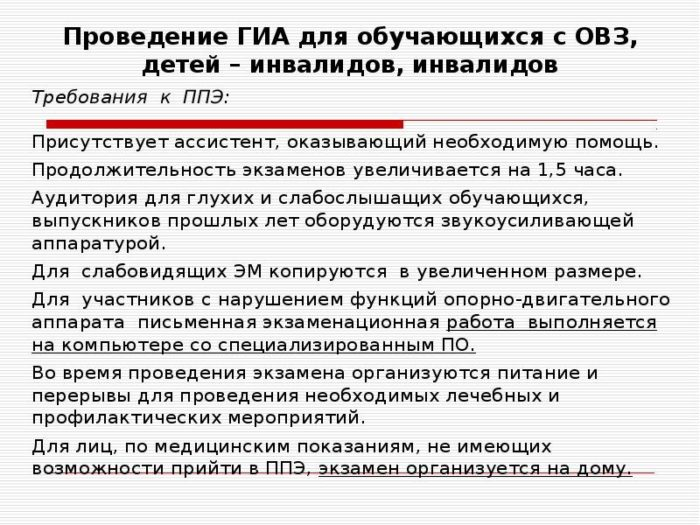 Проведение ГИА для обучающихся с ОВЗ,
детей – инвалидов, инвалидов
Требования к ППЭ:
Присутствует ассистент, оказывающий необходимую помощь.
Продолжительность экзаменов увеличивается на 1,5 часа.
Аудитория для глухих и слабослышащих обучающихся,
выпускников прошлых лет оборудуются звукоусиливающей
аппаратурой.
Для слабовидящих ЭМ копируются в увеличенном размере.
Для участников с нарушением функций опорно-двигательного
аппарата письменная экзаменационная работа выполняется
на компьютере со специализированным ПО.
Во время проведения экзамена организуются питание и
перерывы для проведения необходимых лечебных и
профилактических мероприятий.
Для лиц, по медицинским показаниям, не имеющих
возможности прийти в ППЭ, экзамен организуется на дому.